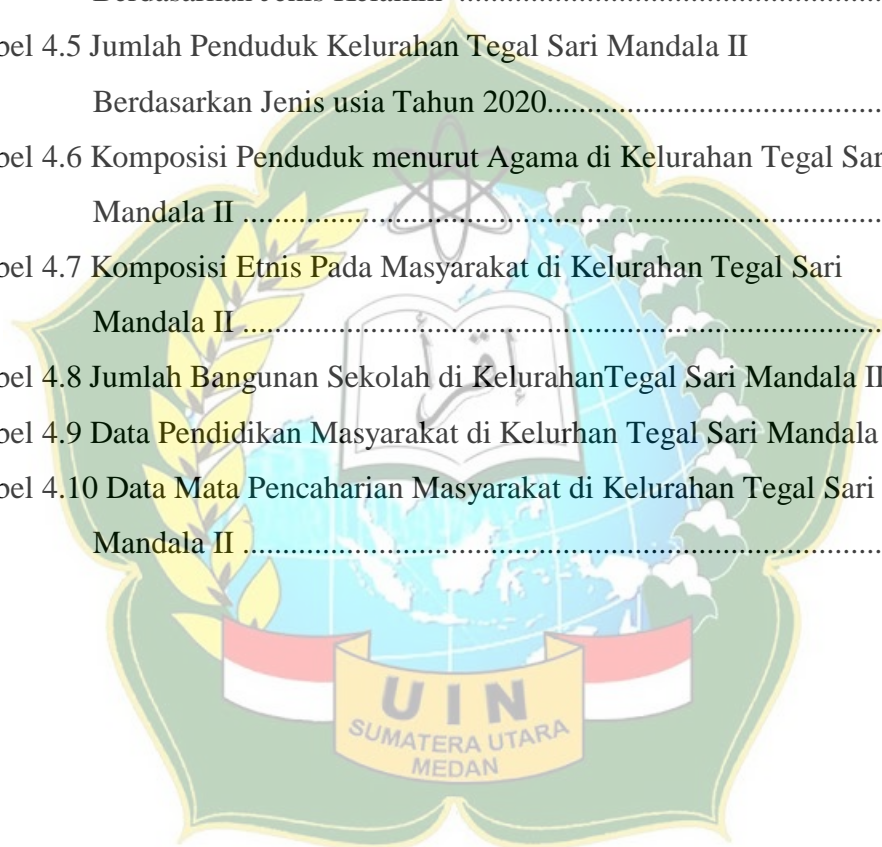 Berdasarkan Jenis Kelamin ........................................................
bel 4.5 Jumlah Penduduk Kelurahan Tegal Sari Mandala II
Berdasarkan Jenis usia Tahun 2020............................................
bel 4.6 Komposisi Penduduk menurut Agama di Kelurahan Tegal Sar
Mandala II ...................................................................................
bel 4.7 Komposisi Etnis Pada Masyarakat di Kelurahan Tegal Sari
Mandala II ...................................................................................
bel 4.8 Jumlah Bangunan Sekolah di KelurahanTegal Sari Mandala II
bel 4.9 Data Pendidikan Masyarakat di Kelurhan Tegal Sari Mandala
bel 4.10 Data Mata Pencaharian Masyarakat di Kelurahan Tegal Sari
Mandala II ...................................................................................
إقرأ
UIN
SUMATERA UTARA
MEDAN